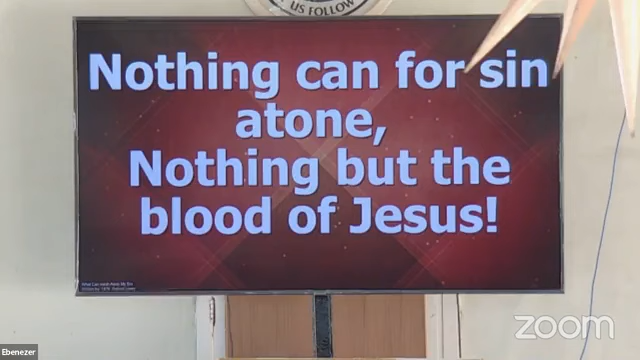 US FOLLOW
Nothing can for sin
atone,
Nothing but the
blood of Jesus!
zoom
Ebenezer